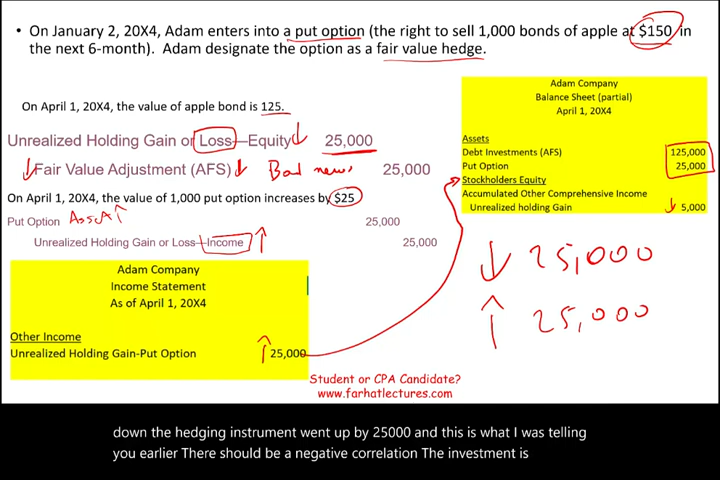 • On January 2, 20X4, Adam enters into a put option (the right to sell 1,000 bonds of apple at $150 in
the next 6-month). Adam designate the option as a fair value hedge.
On April 1, 20X4, the value of apple bond is 125.
Unrealized Holding Gain or Loss—Equity ↓ 25,000
↓ Fair Value Adjustment (AFS) ↓ Bad news 25,000
On April 1, 20X4, the value of 1,000 put option increases by $25
Put Option Asset ↑ 25,000
Unrealized Holding Gain or Loss—Income ↑ 25,000
Adam Company
Income Statement
As of April 1, 20X4
Other Income
Unrealized Holding Gain-Put Option ↑ 25,000
Adam Company
Balance Sheet (partial)
April 1, 20X4
Assets
Debt Investments (AFS) 125,000
Put Option 25,000
Stockholders Equity
Accumulated Other Comprehensive Income
Unrealized holding Gain ↓ 5,000
↓ 25,000
↑ 25,000
Student or CPA Candidate?
www.farhatlectures.com
down the hedging instrument went up by 25000 and this is what I was telling
you earlier There should be a negative correlation The investment is